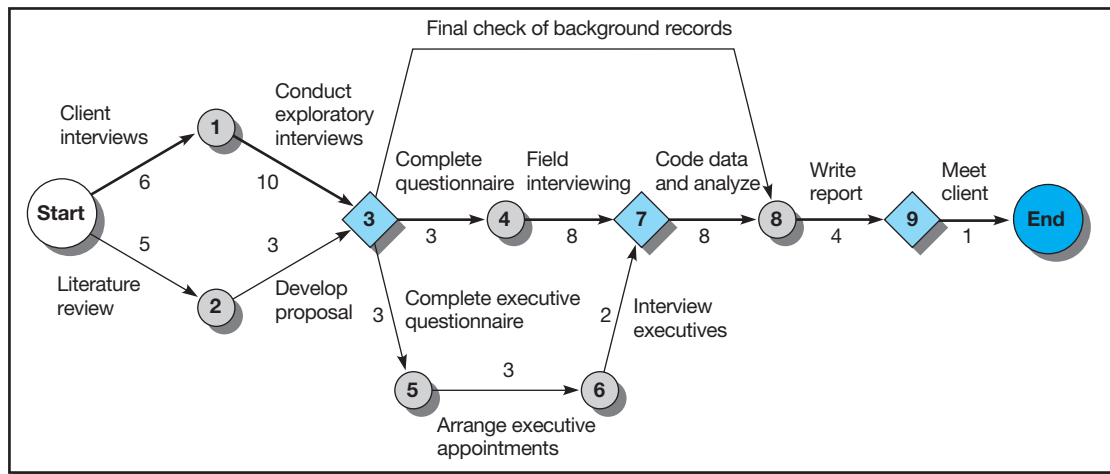 Final check of background records
Client
interviews
1
Conduct
exploratory
interviews
6
10
Start
5
3
Literature
review
2
Develop
proposal
3
Complete
questionnaire
3
4
Field
interviewing
8
7
Code data
and analyze
8
8
Write
report
4
9
Meet
client
1
End
3
Complete executive
questionnaire
2
Interview
executives
5
3
6
Arrange executive
appointments